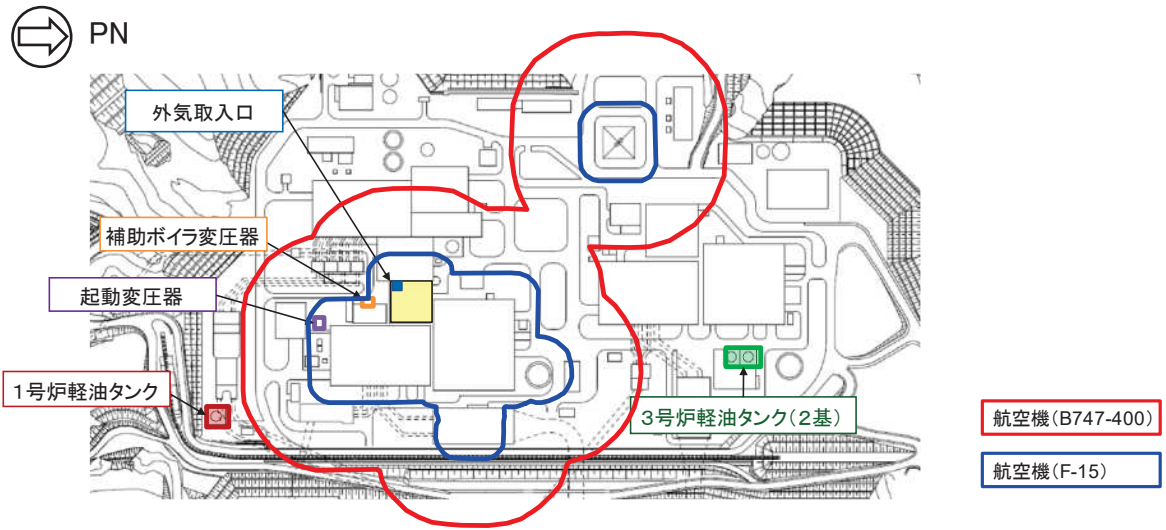 PN
外気取入口
補助ボイラ変圧器
起動変圧器
1号炉軽油タンク
3号炉軽油タンク(2基)
航空機(B747-400)
航空機(F-15)